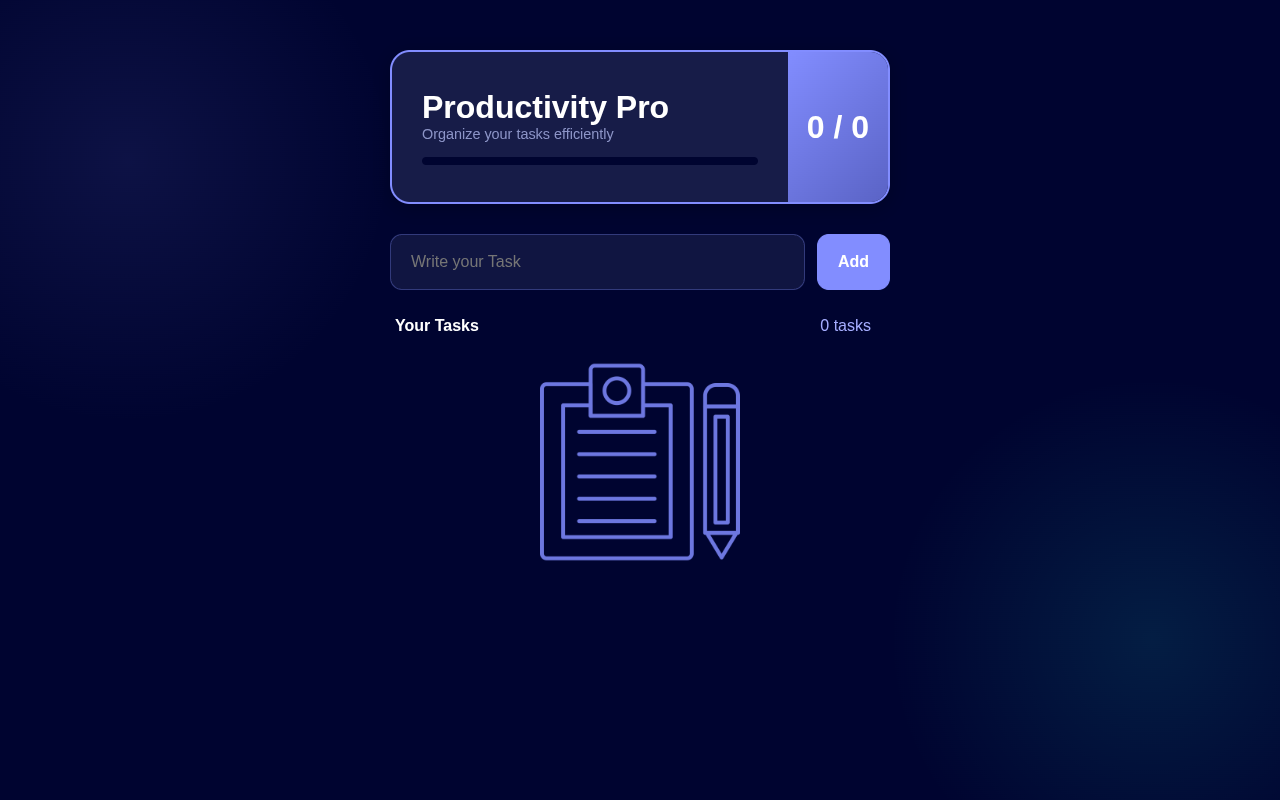 Productivity Pro
Organize your tasks efficiently
0 / 0
Write your Task
Add
Your Tasks
0 tasks